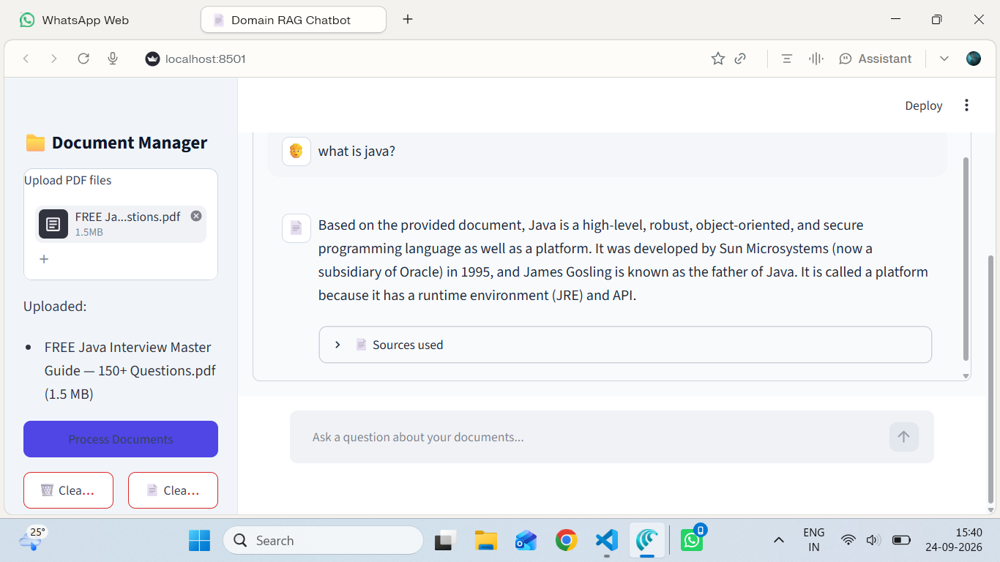 WhatsApp Web
Domain RAG Chatbot
localhost:8501
Assistant
Deploy
Document Manager
Upload PDF files
FREE Ja...stions.pdf
1.5MB
Uploaded:
FREE Java Interview Master
Guide — 150+ Questions.pdf
(1.5 MB)
Process Documents
Clea...
Clea...
what is java?
Based on the provided document, Java is a high-level, robust, object-oriented, and secure
programming language as well as a platform. It was developed by Sun Microsystems (now a
subsidiary of Oracle) in 1995, and James Gosling is known as the father of Java. It is called a platform
because it has a runtime environment (JRE) and API.
Sources used
Ask a question about your documents...
25°
Search
ENG
IN
15:40
24-09-2026